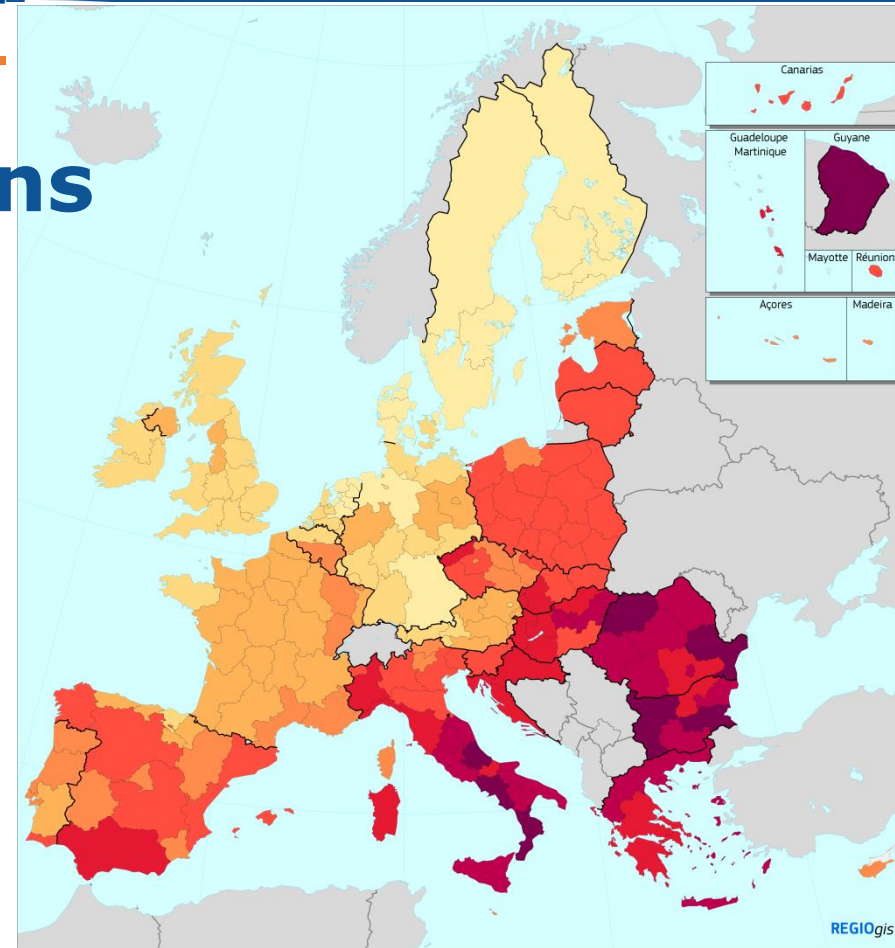 ns
Canarias
Guadeloupe
Martinique
Guyane
Mayotte
Réunion
Açores
Madeira
REGIOgis